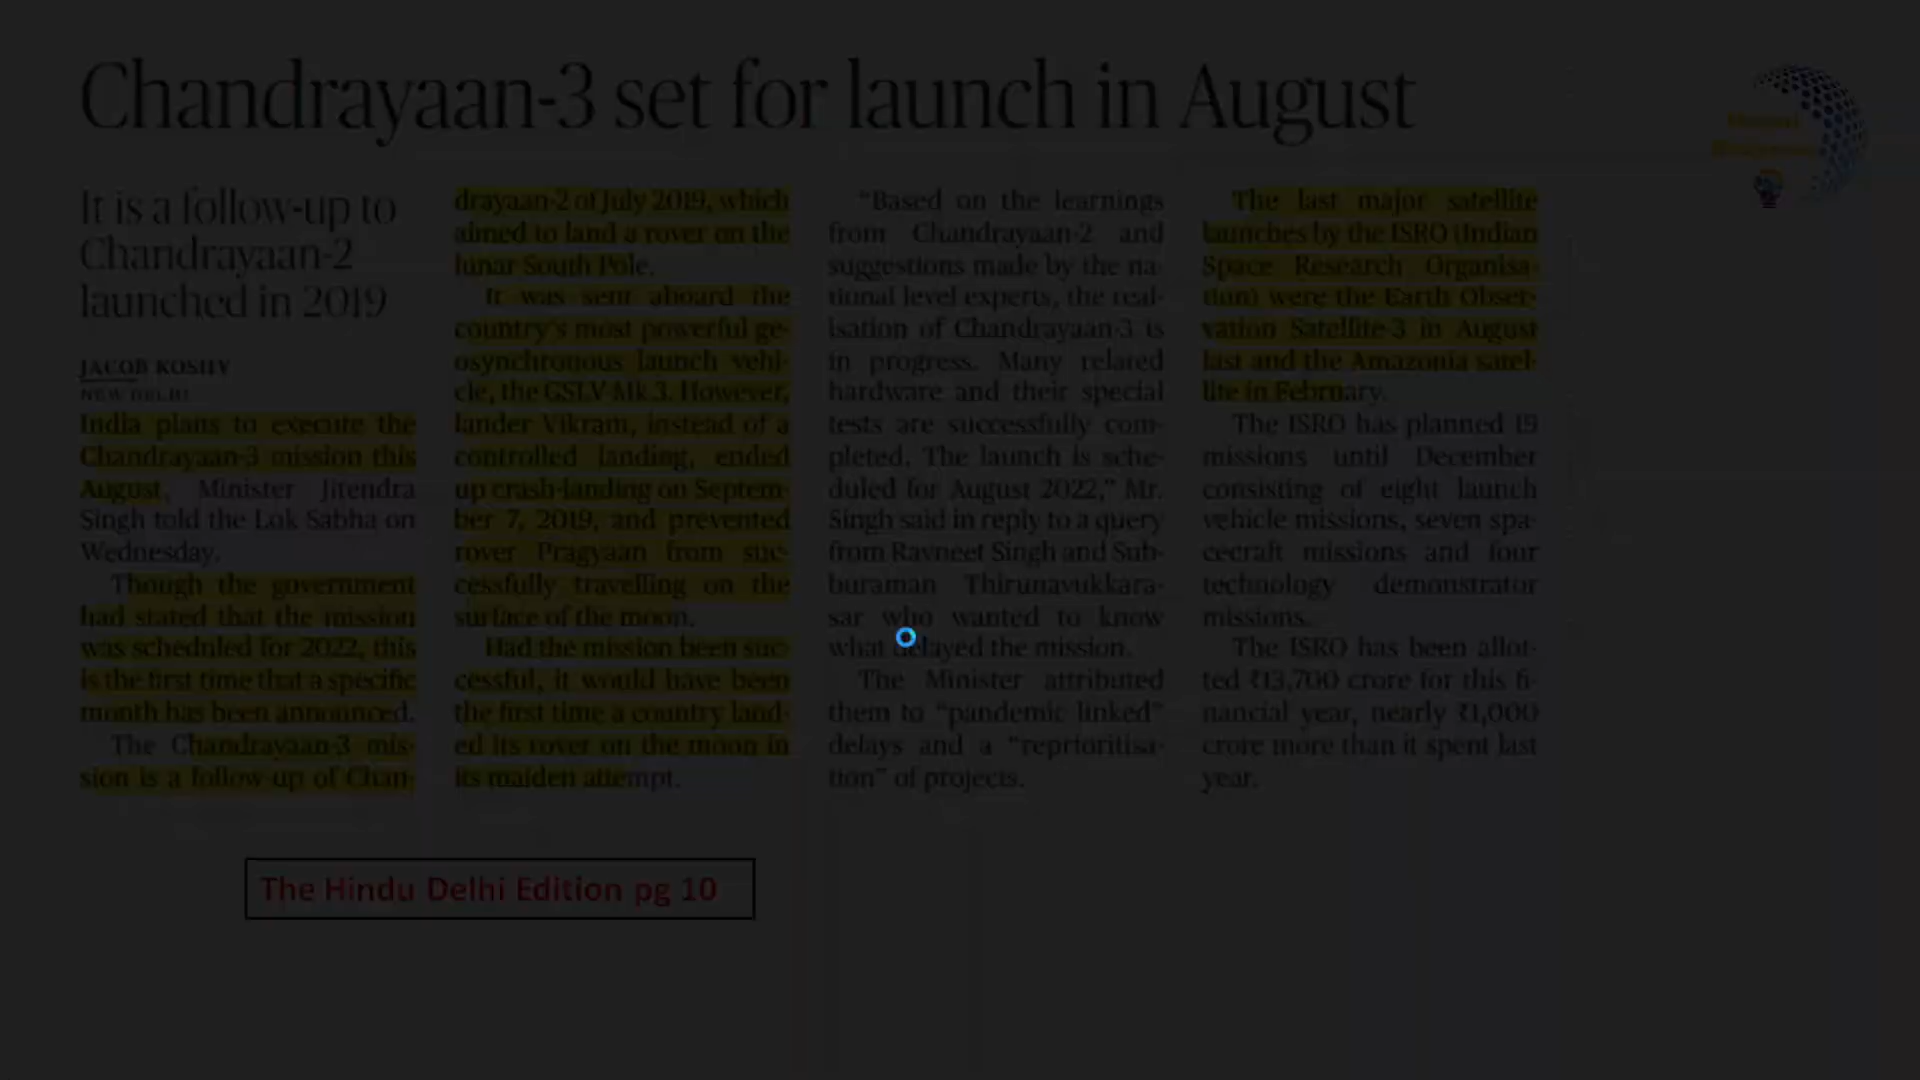 Chandrayaan-3 set for launch in August
It is a follow-up to
Chandrayaan-2
launched in 2019
JACOB KOSHY
NEW DELHI
India plans to execute the
Chandrayaan-3 mission this
August, Minister Jitendra
Singh told the Lok Sabha on
Wednesday.
Though the government
had stated that the mission
was scheduled for 2022, this
is the first time that a specific
month has been announced.
The Chandrayaan-3 mis-
sion is a follow-up of Chan-
drayaan-2 of July 2019, which
aimed to land a rover on the
lunar South Pole.
It was sent aboard the
country's most powerful ge-
osynchronous launch vehi-
cle, the GSLV-Mk 3. However,
lander Vikram, instead of a
controlled landing, ended
up crash-landing on Septem-
ber 7, 2019, and prevented
rover Pragyaan from suc-
cessfully travelling on the
surface of the moon.
Had the mission been suc-
cessful, it would have been
the first time a country land-
ed its rover on the moon in
its maiden attempt.
"Based on the learnings
from Chandrayaan-2 and
suggestions made by the na-
tional level experts, the real-
isation of Chandrayaan-3 is
in progress. Many related
hardware and their special
tests are successfully com-
pleted. The launch is sche-
duled for August 2022," Mr.
Singh said in reply to a query
from Ravneet Singh and Sub-
buraman Thirunavukkara-
sar who wanted to know
what delayed the mission.
The Minister attributed
them to "pandemic linked"
delays and a "reprioritisa-
tion" of projects.
The last major satellite
launches by the ISRO (Indian
Space Research Organisa-
tion) were the Earth Obser-
vation Satellite-3 in August
last and the Amazonia satel-
lite in February.
The ISRO has planned 19
missions until December
consisting of eight launch
vehicle missions, seven spa-
cecraft missions and four
technology demonstrator
missions.
The ISRO has been allot-
ted ₹13,700 crore for this fi-
nancial year, nearly ₹1,000
crore more than it spent last
year.
The Hindu Delhi Edition pg 10